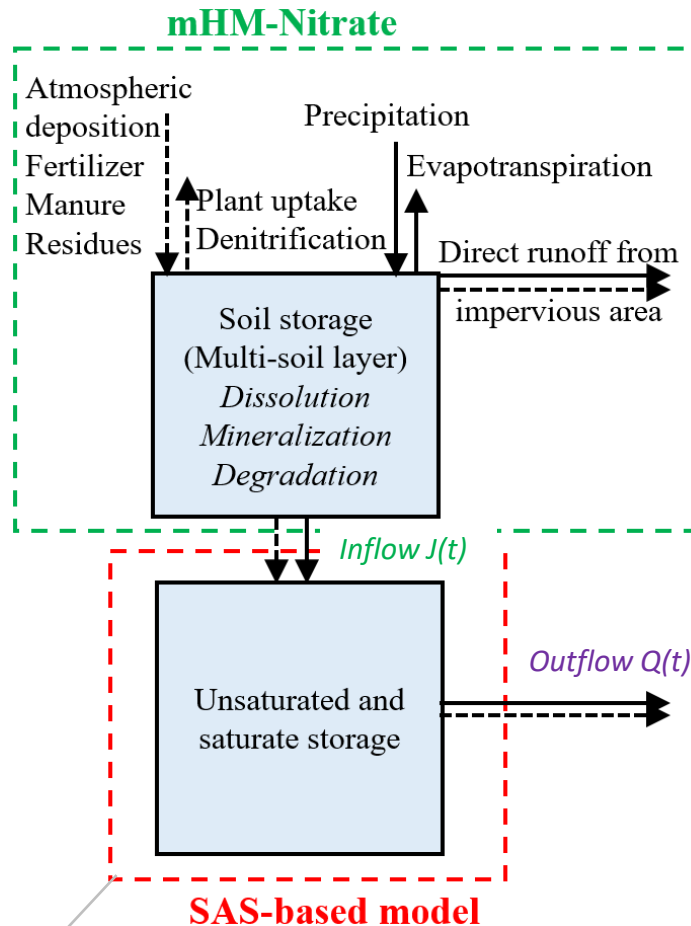 mHM-Nitrate
Atmospheric
deposition
Fertilizer
Manure
Residues
Plant uptake
Denitrification
Precipitation
Evapotranspiration
Direct runoff from
impervious area
Soil storage
(Multi-soil layer)
Dissolution
Mineralization
Degradation
Inflow J(t)
Unsaturated and
saturate storage
Outflow Q(t)
SAS-based model